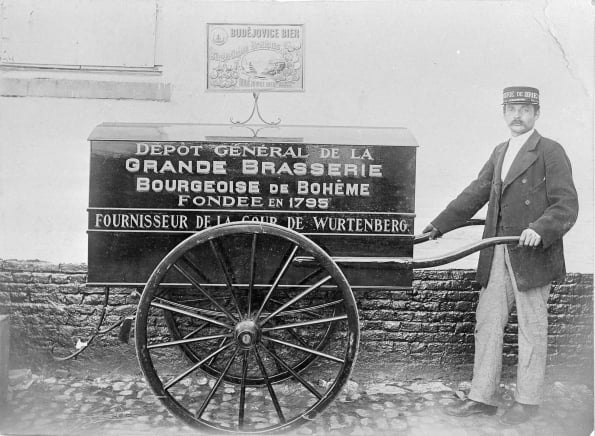 BUDĚJOVICE BIER
DÉPÔT GÉNÉRAL DE LA
GRANDE BRASSERIE
BOURGEOISE DE BOHÊME
FONDÉE EN 1795
FOURNISSEUR DE LA COUR DE WURTENBERG.